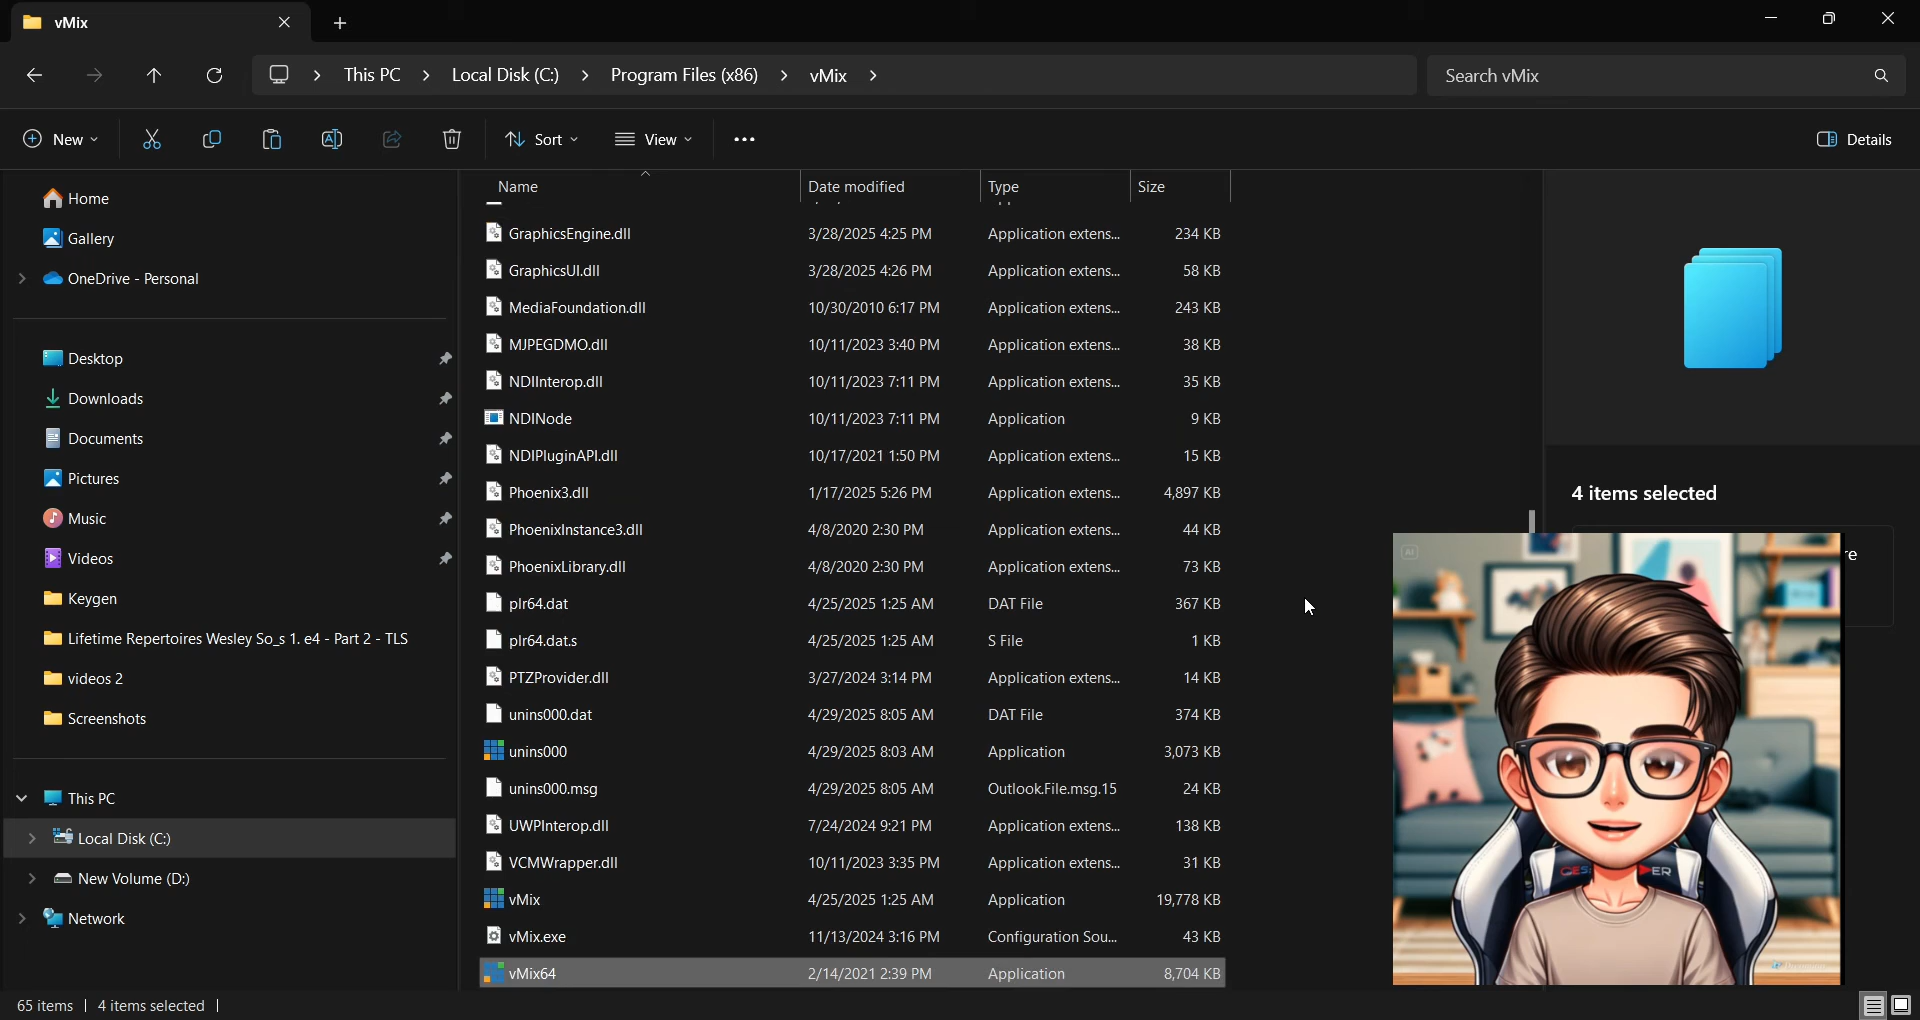 vMix
This PC
Local Disk (C:)
Program Files (x86)
vMix
Search vMix
New
Sort
View
Details
Home
Gallery
OneDrive - Personal
Desktop
Downloads
Documents
Pictures
Music
Videos
Keygen
Lifetime Repertoires Wesley So_s 1. e4 - Part 2 - TLS
videos 2
Screenshots
This PC
Local Disk (C:)
New Volume (D:)
Network
Name Date modified Type Size
GraphicsEngine.dll 3/28/2025 4:25 PM Application extens... 234 KB
GraphicsUI.dll 3/28/2025 4:26 PM Application extens... 58 KB
MediaFoundation.dll 10/30/2010 6:17 PM Application extens... 243 KB
MJPEGDMO.dll 10/11/2023 3:40 PM Application extens... 38 KB
NDIInterop.dll 10/11/2023 7:11 PM Application extens... 35 KB
NDINode 10/11/2023 7:11 PM Application 9 KB
NDIPluginAPI.dll 10/17/2021 1:50 PM Application extens... 15 KB
Phoenix3.dll 1/17/2025 5:26 PM Application extens... 4,897 KB
PhoenixInstance3.dll 4/8/2020 2:30 PM Application extens... 44 KB
PhoenixLibrary.dll 4/8/2020 2:30 PM Application extens... 73 KB
plr64.dat 4/25/2025 1:25 AM DAT File 367 KB
plr64.dat.s 4/25/2025 1:25 AM S File 1 KB
PTZProvider.dll 3/27/2024 3:14 PM Application extens... 14 KB
unins000.dat 4/29/2025 8:05 AM DAT File 374 KB
unins000 4/29/2025 8:03 AM Application 3,073 KB
unins000.msg 4/29/2025 8:05 AM Outlook.File.msg.15 24 KB
UWPInterop.dll 7/24/2024 9:21 PM Application extens... 138 KB
VCMWrapper.dll 10/11/2023 3:35 PM Application extens... 31 KB
vMix 4/25/2025 1:25 AM Application 19,778 KB
vMix.exe 11/13/2024 3:16 PM Configuration Sou... 43 KB
vMix64 2/14/2021 2:39 PM Application 8,704 KB
4 items selected
re
AI
65 items
4 items selected